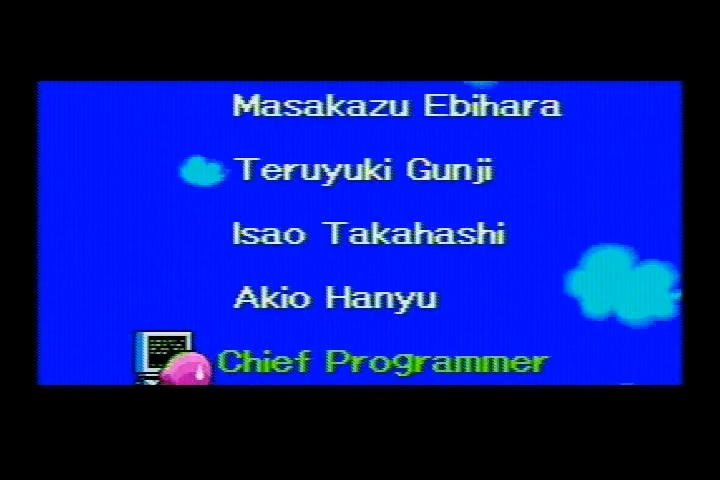 Masakazu Ebihara
Teruyuki Gunji
Isao Takahashi
Akio Hanyu
Chief Programmer